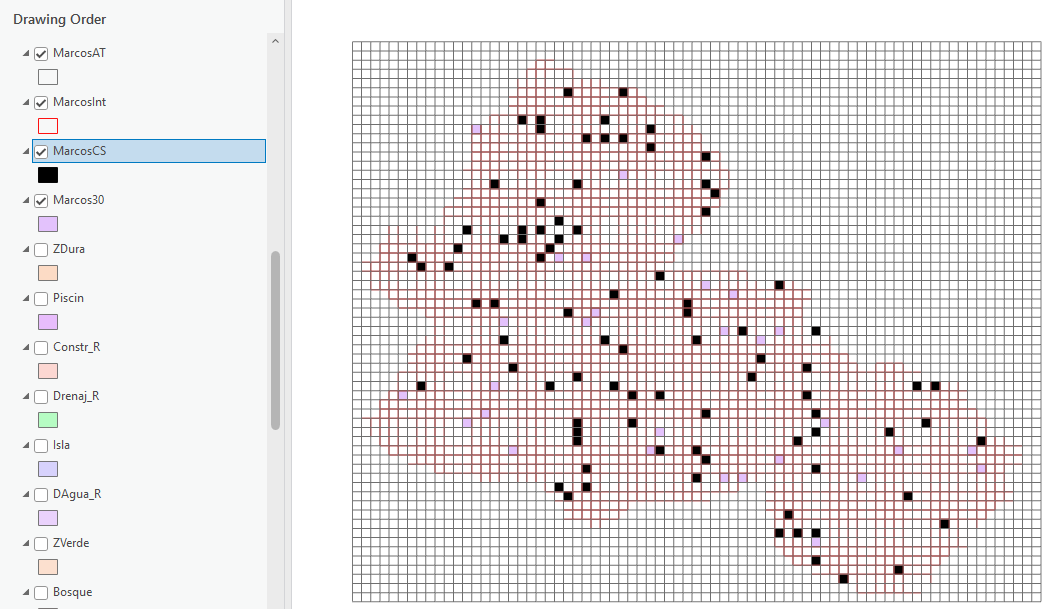 Drawing Order
MarcosAT
MarcosInt
MarcosCS
Marcos30
ZDura
Piscin
Constr_R
Drenaj_R
Isla
DAgua_R
ZVerde
Bosque